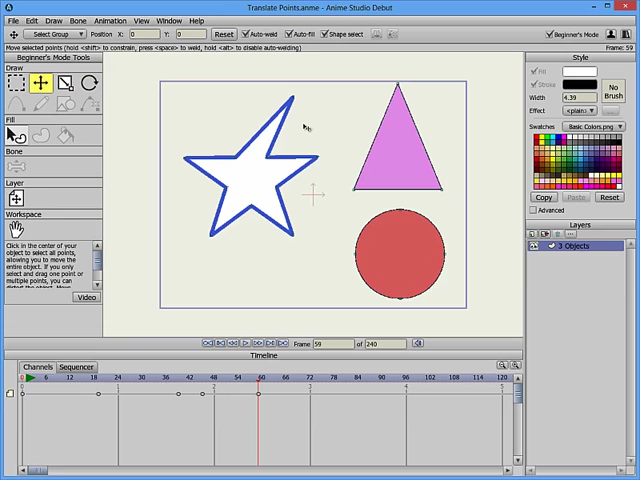 Translate Points.anme - Anime Studio Debut
File Edit Draw Bone Animation View Window Help
Select Group Position X: 0 Y: 0 Reset Auto-weld Auto-fill Shape select Beginner's Mode
Move selected points (hold <shift> to constrain, press <space> to weld, hold <alt> to disable auto-welding) Frame: 59
Beginner's Mode Tools
Draw
Fill
Bone
Layer
Workspace
Click in the center of your object to select all points, allowing you to move the entire object. If you only select and drag one point or multiple points, you can
Video
Style
Fill
Stroke
Width 4.39
Effect <plain>
No Brush
Swatches Basic Colors.png
Copy Paste Reset
Advanced
Layers
3 Objects
Frame 59 of 240
Timeline
Channels Sequencer
0 6 12 18 24 30 36 42 48 54 60 66 72 78 84 90 96 102 108 114 120
0 1 2 3 4 5